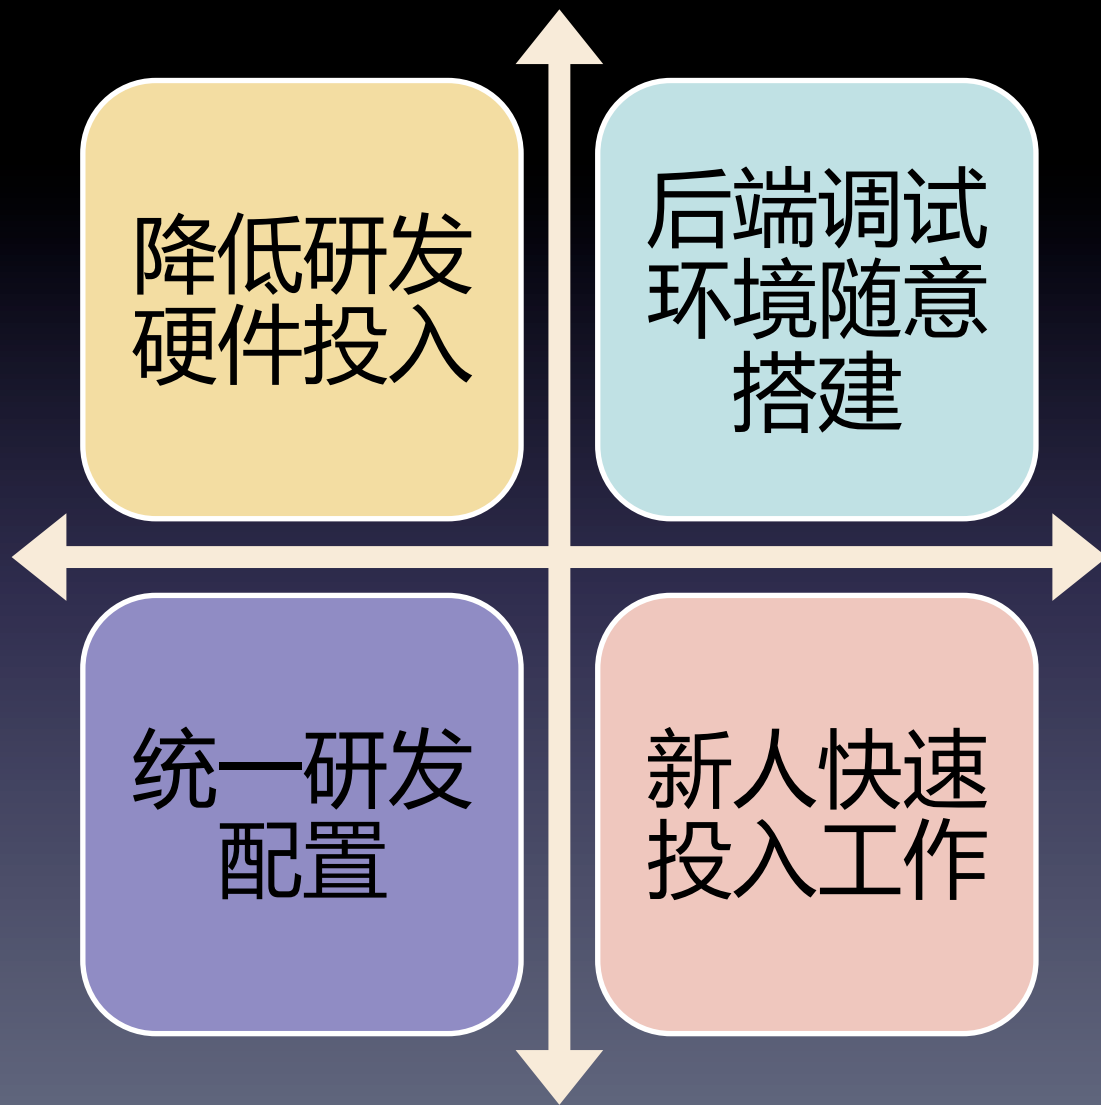 降低研发
硬件投入
后端调试
环境随意
搭建
统一研发
配置
新人快速
投入工作